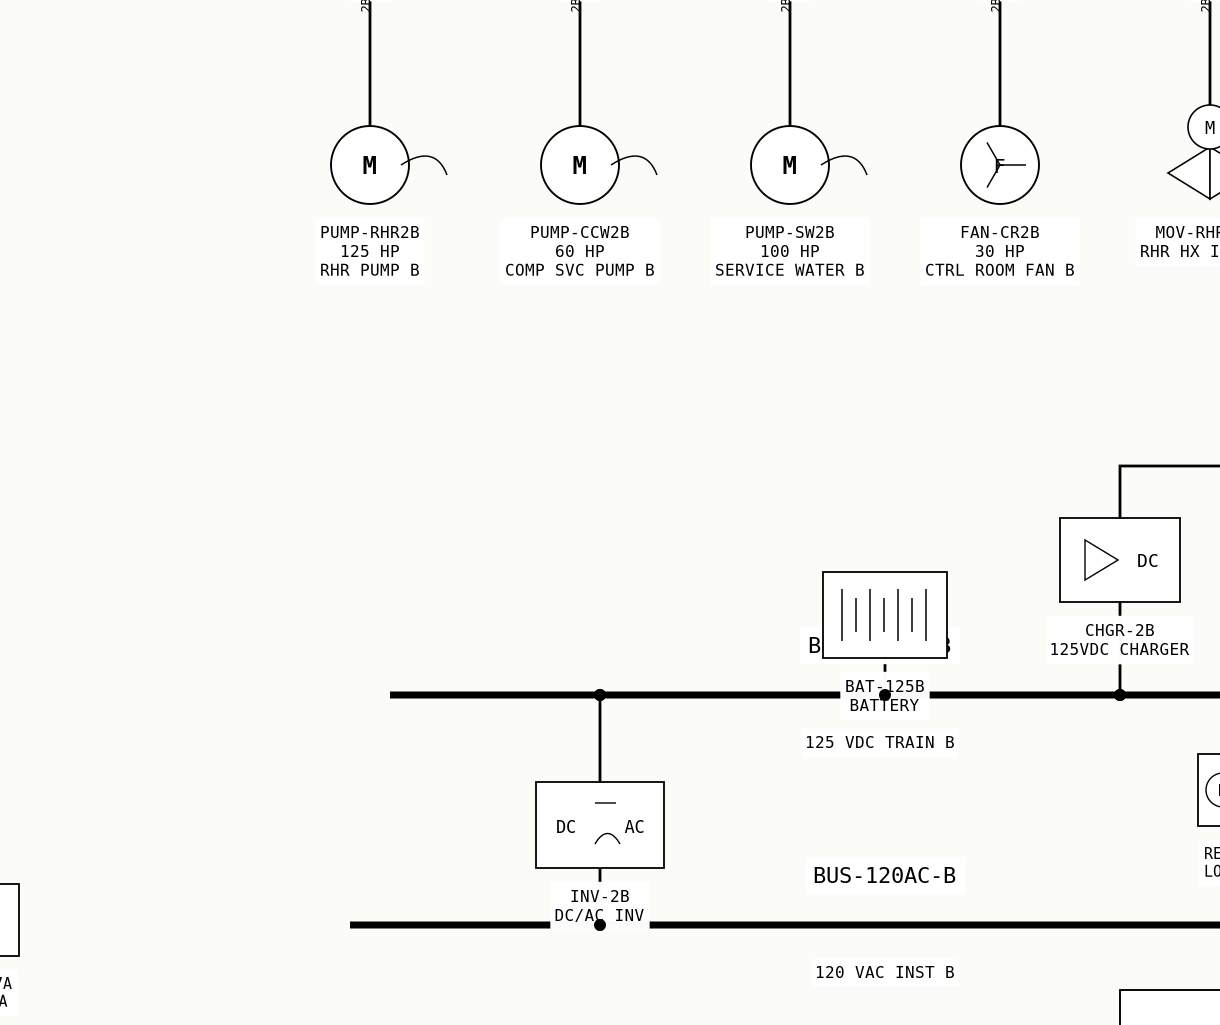 M
M
M
F
M
PUMP-RHR2B
125 HP
RHR PUMP B
PUMP-CCW2B
60 HP
COMP SVC PUMP B
PUMP-SW2B
100 HP
SERVICE WATER B
FAN-CR2B
30 HP
CTRL ROOM FAN B
DC
CHGR-2B
125VDC CHARGER
BAT-125B
BATTERY
125 VDC TRAIN B
DC AC
BUS-120AC-B
INV-2B
DC/AC INV
120 VAC INST B